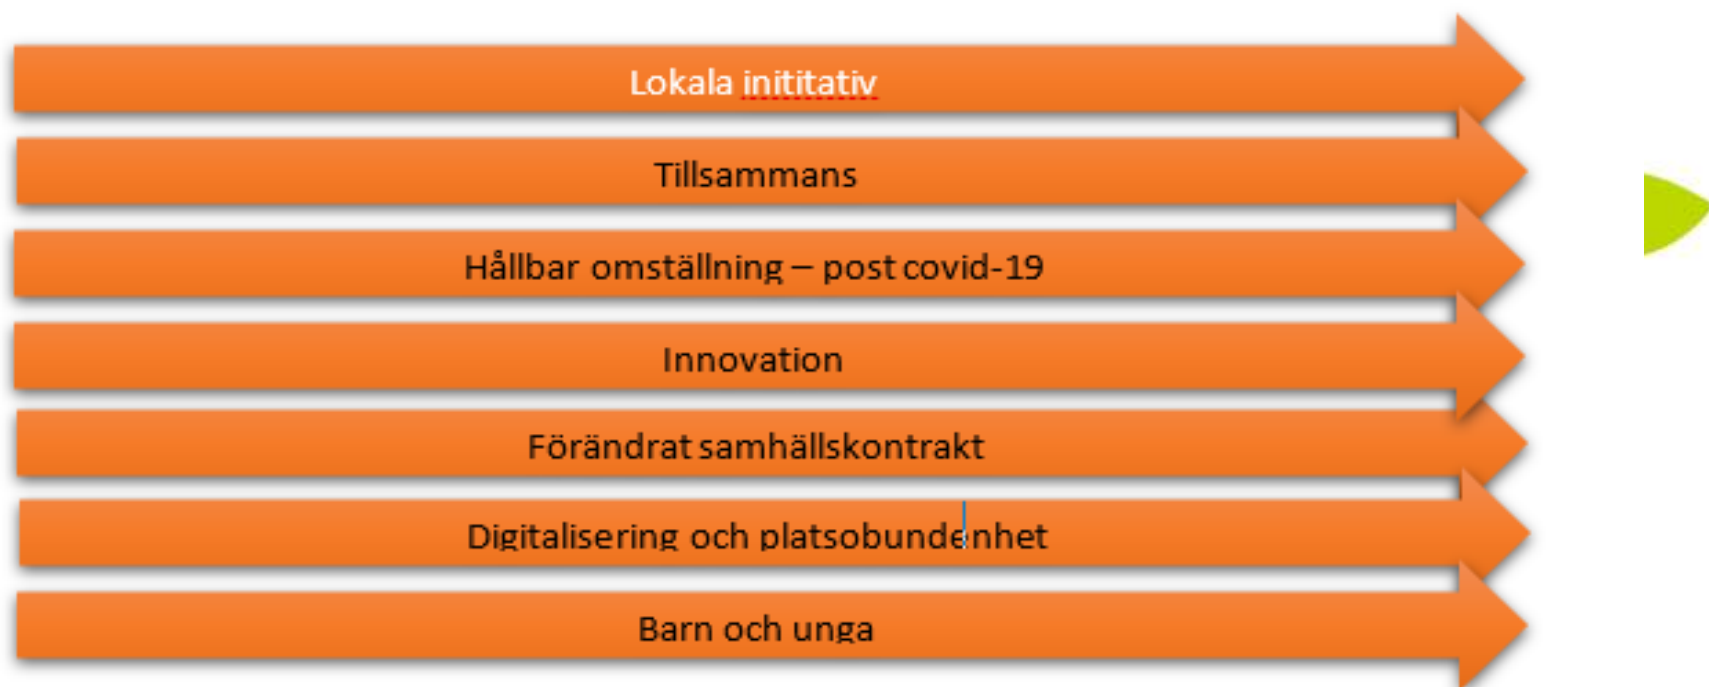 Lokala inititativ
Tillsammans
Hållbar omställning – post covid-19
Innovation
Förändrat samhällskontrakt
Digitalisering och platsobundenhet
Barn och unga